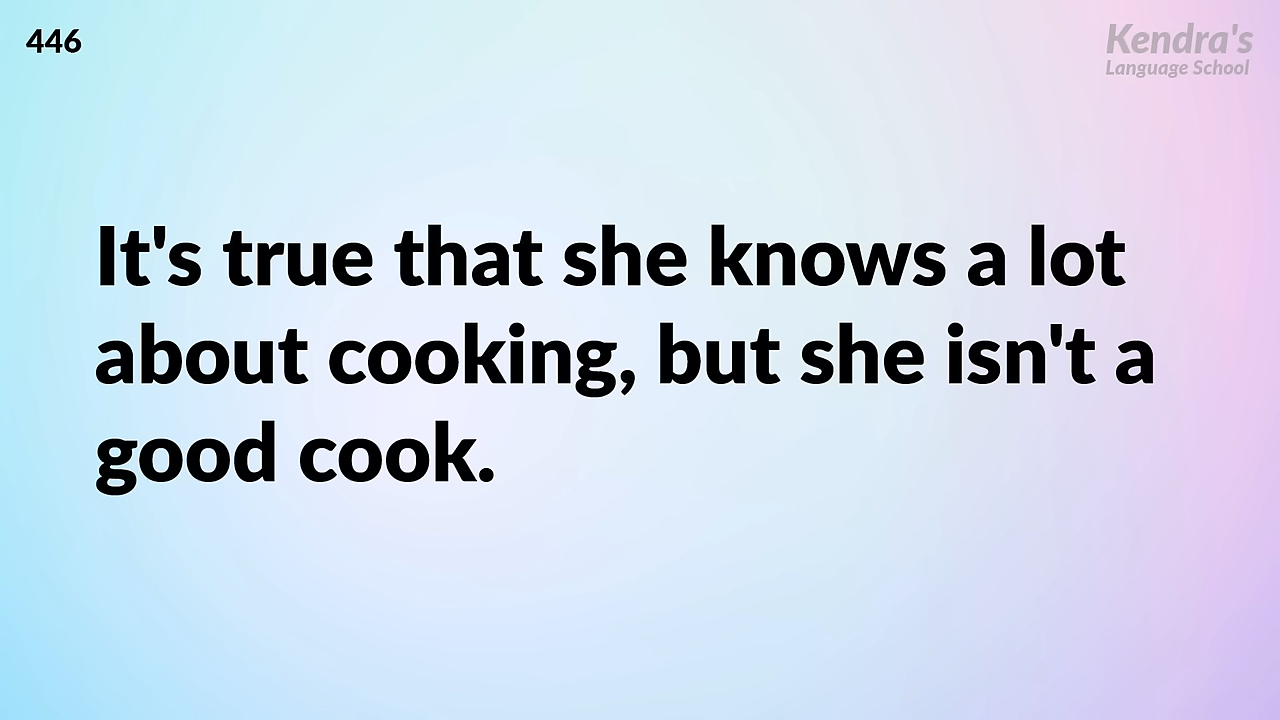 446
Kendra's
Language School
It's true that she knows a lot
about cooking, but she isn't a
good cook.